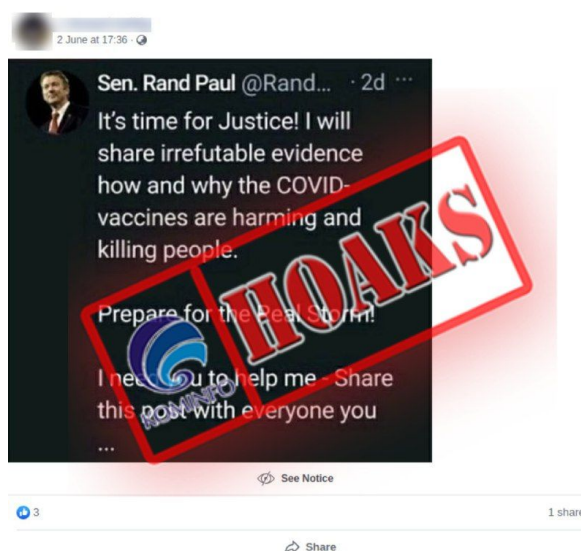 2 June at 17:36 ·
Sen. Rand Paul @Rand... · 2d ...
It's time for Justice! I will
share irrefutable evidence
how and why the COVID-
vaccines are harming and
killing people.
Prepare for the Real Storm!
I need you to help me - Share
this post with everyone you
...
HOAKS
KOMINFO
See Notice
3
1 share
Share